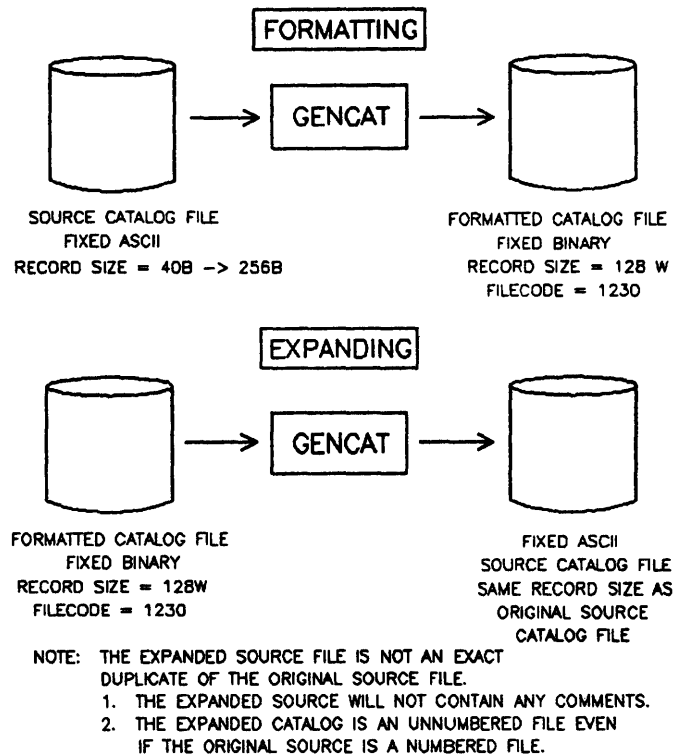 FORMATTING
GENCAT
SOURCE CATALOG FILE
FIXED ASCII
RECORD SIZE = 40B -> 256B
FORMATTED CATALOG FILE
FIXED BINARY
RECORD SIZE = 128 W
FILECODE = 1230
EXPANDING
GENCAT
FORMATTED CATALOG FILE
FIXED BINARY
RECORD SIZE = 128W
FILECODE = 1230
FIXED ASCII
SOURCE CATALOG FILE
SAME RECORD SIZE AS
ORIGINAL SOURCE
CATALOG FILE
NOTE: THE EXPANDED SOURCE FILE IS NOT AN EXACT
DUPLICATE OF THE ORIGINAL SOURCE FILE.
1. THE EXPANDED SOURCE WILL NOT CONTAIN ANY COMMENTS.
2. THE EXPANDED CATALOG IS AN UNNUMBERED FILE EVEN
IF THE ORIGINAL SOURCE IS A NUMBERED FILE.